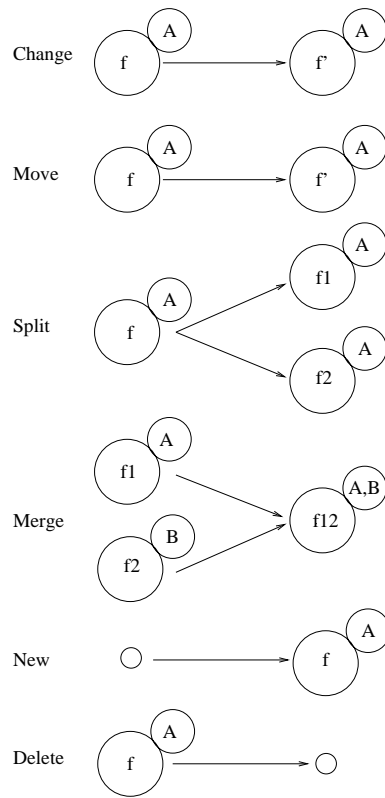 Change
A
f
A
f'
Move
A
f
A
f'
Split
A
f
A
f1
A
f2
Merge
A
f1
B
f2
A,B
f12
New
A
f
Delete
A
f